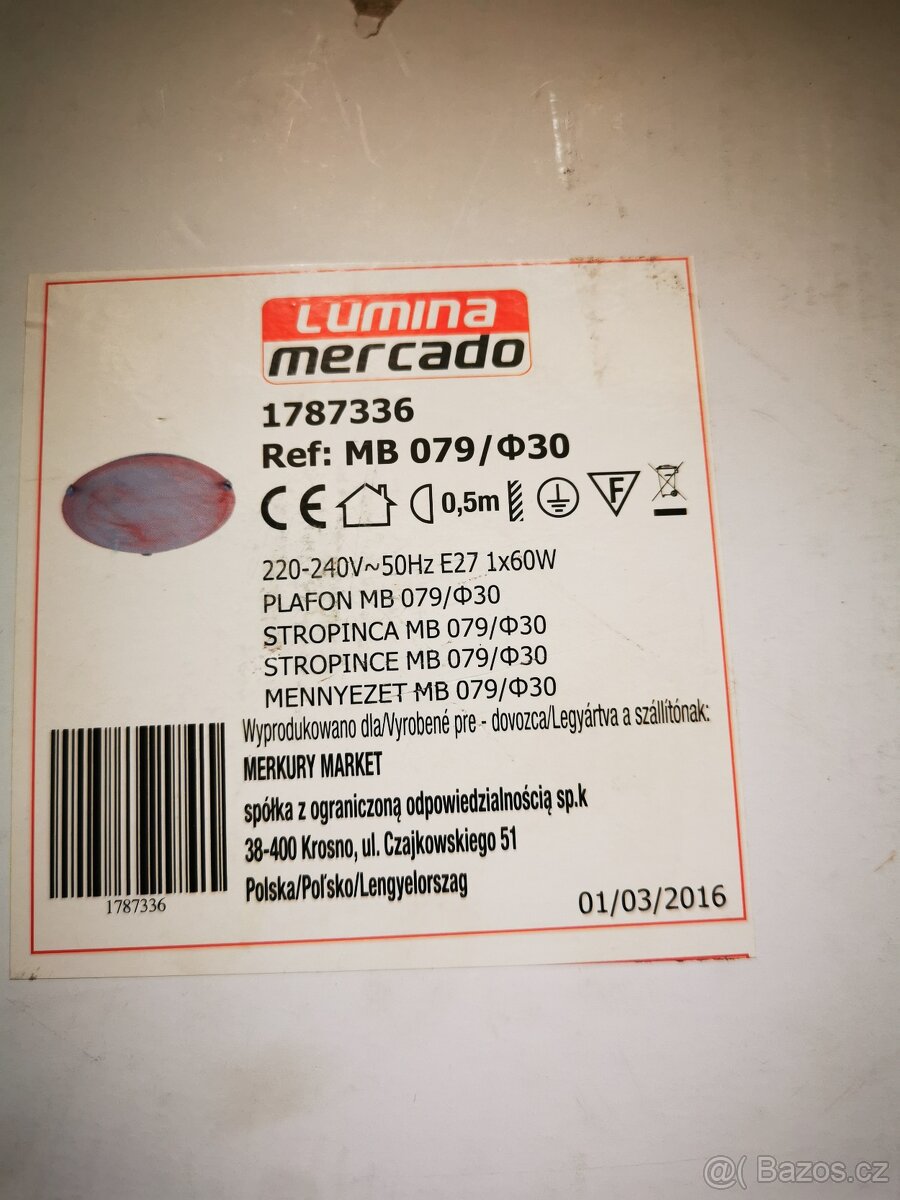 LUMINA
mercado
1787336
Ref: MB 079/Φ30
CE 0,5m F
220-240V~50Hz E27 1x60W
PLAFON MB 079/Φ30
STROPINCA MB 079/Φ30
STROPINCE MB 079/Φ30
MENNYEZET MB 079/Φ30
Wyprodukowano dla/Vyrobené pre - dovozca/Legyártva a szállítónak:
MERKURY MARKET
spółka z ograniczoną odpowiedzialnością sp.k
38-400 Krosno, ul. Czajkowskiego 51
Polska/Poľsko/Lengyelorszag
1787336
01/03/2016
@( Bazos.cz